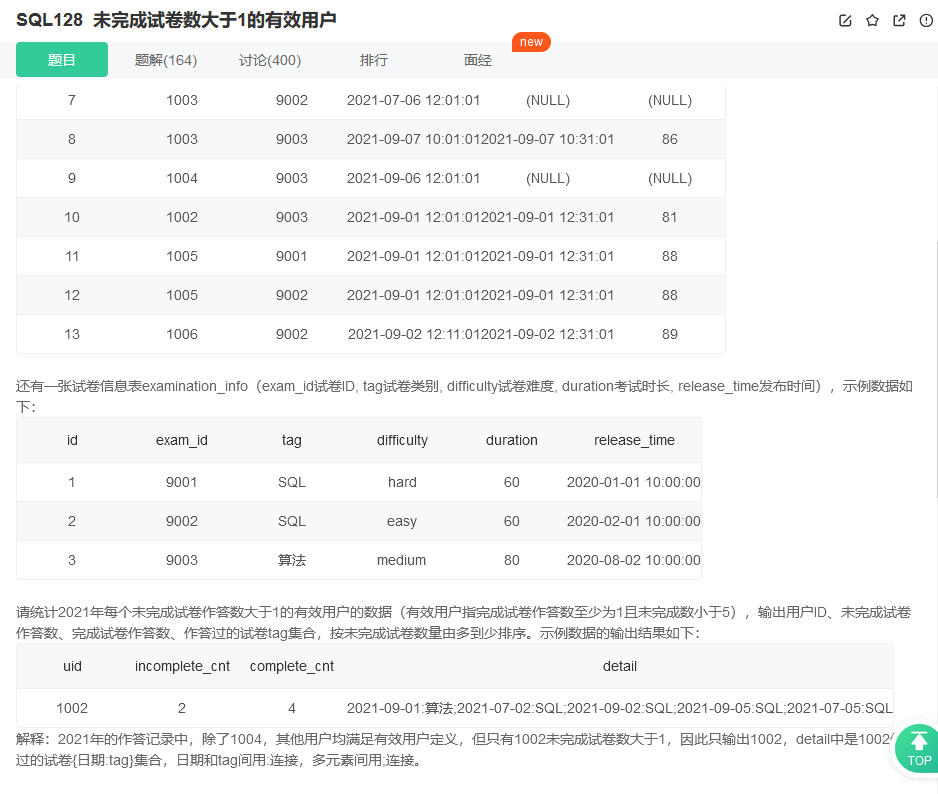 SQL128 未完成试卷数大于1的有效用户
题目 题解(164) 讨论(400) 排行 面经 new
7 1003 9002 2021-07-06 12:01:01 (NULL) (NULL)
8 1003 9003 2021-09-07 10:01:012021-09-07 10:31:01 86
9 1004 9003 2021-09-06 12:01:01 (NULL) (NULL)
10 1002 9003 2021-09-01 12:01:012021-09-01 12:31:01 81
11 1005 9001 2021-09-01 12:01:012021-09-01 12:31:01 88
12 1005 9002 2021-09-01 12:01:012021-09-01 12:31:01 88
13 1006 9002 2021-09-02 12:11:012021-09-02 12:31:01 89
还有一张试卷信息表examination_info（exam_id试卷ID, tag试卷类别, difficulty试卷难度, duration考试时长, release_time发布时间），示例数据如
下：
id exam_id tag difficulty duration release_time
1 9001 SQL hard 60 2020-01-01 10:00:00
2 9002 SQL easy 60 2020-02-01 10:00:00
3 9003 算法 medium 80 2020-08-02 10:00:00
请统计2021年每个未完成试卷作答数大于1的有效用户的数据（有效用户指完成试卷作答数至少为1且未完成数小于5），输出用户ID、未完成试卷
作答数、完成试卷作答数、作答过的试卷tag集合，按未完成试卷数量由多到少排序。示例数据的输出结果如下：
uid incomplete_cnt complete_cnt detail
1002 2 4 2021-09-01:算法;2021-07-02:SQL;2021-09-02:SQL;2021-09-05:SQL;2021-07-05:SQL
解释：2021年的作答记录中，除了1004，其他用户均满足有效用户定义，但只有1002未完成试卷数大于1，因此只输出1002，detail中是1002
过的试卷{日期:tag}集合，日期和tag间用:连接，多元素间用;连接。
TOP